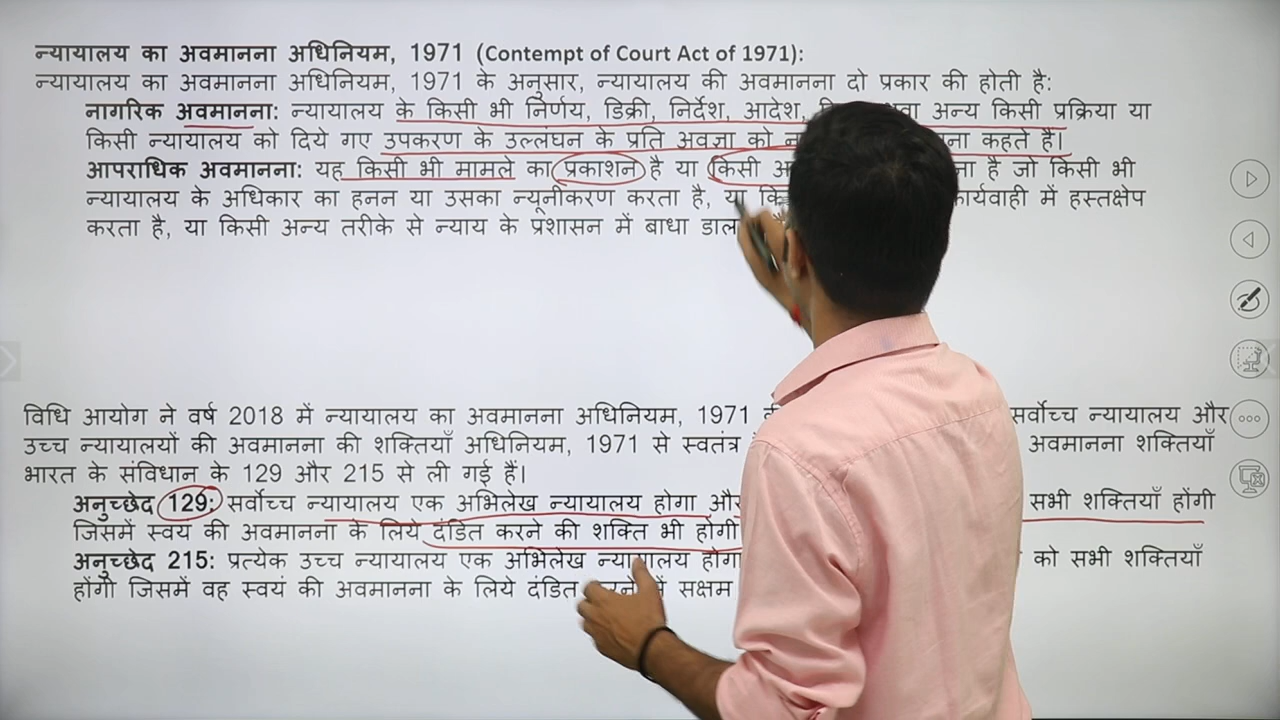 न्यायालय का अवमानना अधिनियम, 1971 (Contempt of Court Act of 1971):
न्यायालय का अवमानना अधिनियम, 1971 के अनुसार, न्यायालय की अवमानना दो प्रकार की होती है:
नागरिक अवमानना: न्यायालय के किसी भी निर्णय, डिक्री, निर्देश, आदेश, अन्य किसी प्रक्रिया या
किसी न्यायालय को दिये गए उपकरण के उल्लंघन के प्रति अवज्ञा को कहते हैं।
आपराधिक अवमानना: यह किसी भी मामले का प्रकाशन है या किसी है जो किसी भी
न्यायालय के अधिकार का हनन या उसका न्यूनीकरण करता है, या कार्यवाही में हस्तक्षेप
करता है, या किसी अन्य तरीके से न्याय के प्रशासन में बाधा
विधि आयोग ने वर्ष 2018 में न्यायालय का अवमानना अधिनियम, 1971 सर्वोच्च न्यायालय और
उच्च न्यायालयों की अवमानना की शक्तियाँ अधिनियम, 1971 से स्वतंत्र अवमानना शक्तियाँ
भारत के संविधान के 129 और 215 से ली गई हैं।
अनुच्छेद 129: सर्वोच्च न्यायालय एक अभिलेख न्यायालय होगा और सभी शक्तियाँ होंगी
जिसमें स्वयं की अवमानना के लिये दंडित करने की शक्ति भी होगी
अनुच्छेद 215: प्रत्येक उच्च न्यायालय एक अभिलेख न्यायालय होगा को सभी शक्तियाँ
होंगी जिसमें वह स्वयं की अवमानना के लिये दंडित में सक्षम